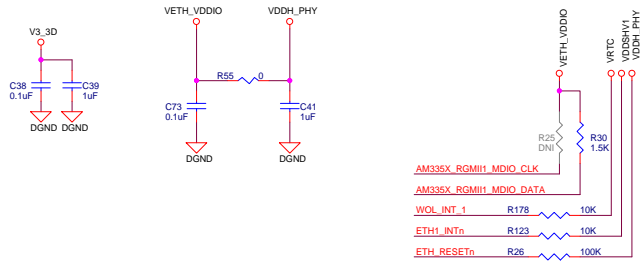 V3_3D
C38
0.1uF
C39
1uF
DGND
DGND
VETH_VDDIO
VDDH_PHY
R55
0
C73
0.1uF
C41
1uF
DGND
DGND
VETH_VDDIO
VRTC
VDDSHV1
VDDH_PHY
R25
DNI
R30
1.5K
AM335X_RGMII1_MDIO_CLK
AM335X_RGMII1_MDIO_DATA
WOL_INT_1
R178
10K
ETH1_INTn
R123
10K
ETH_RESETn
R26
100K